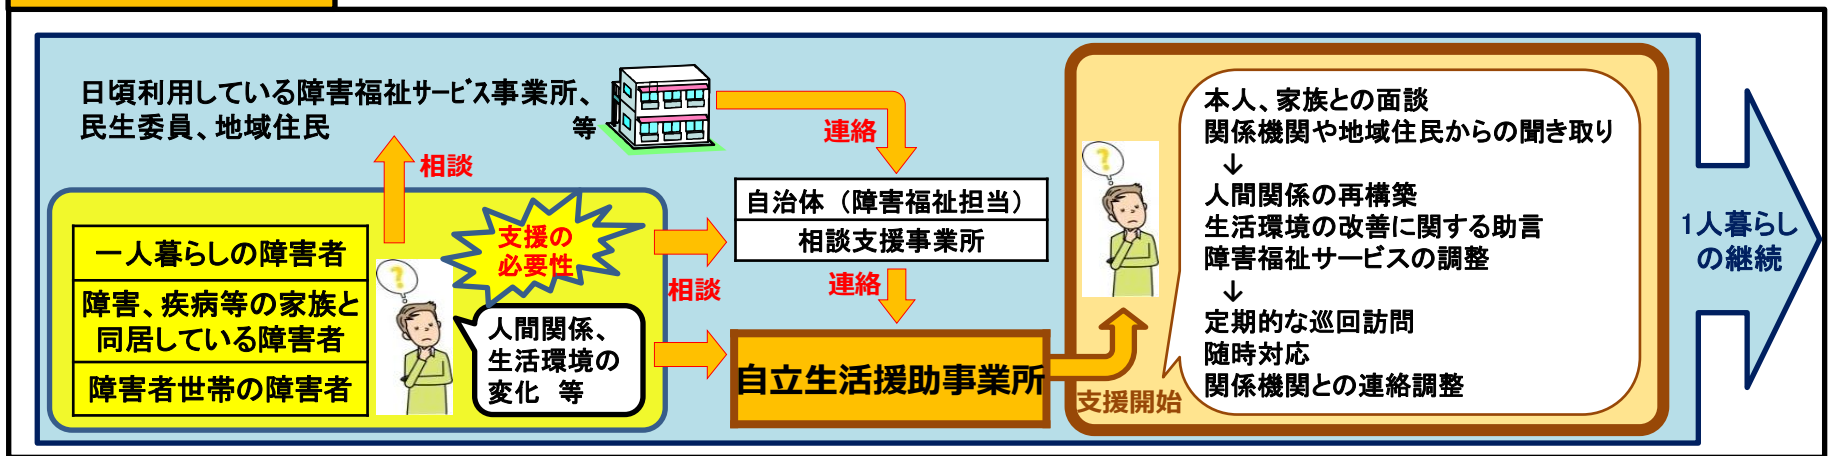 日頃利用している障害福祉サービス事業所、
民生委員、地域住民　等
連絡
相談
自治体（障害福祉担当）
相談支援事業所
支援の
必要性
相談
連絡
一人暮らしの障害者
障害、疾病等の家族と
同居している障害者
障害者世帯の障害者
?
人間関係、
生活環境の
変化　等
自立生活援助事業所
支援開始
?
本人、家族との面談
関係機関や地域住民からの聞き取り
↓
人間関係の再構築
生活環境の改善に関する助言
障害福祉サービスの調整
↓
定期的な巡回訪問
随時対応
関係機関との連絡調整
1人暮らし
の継続